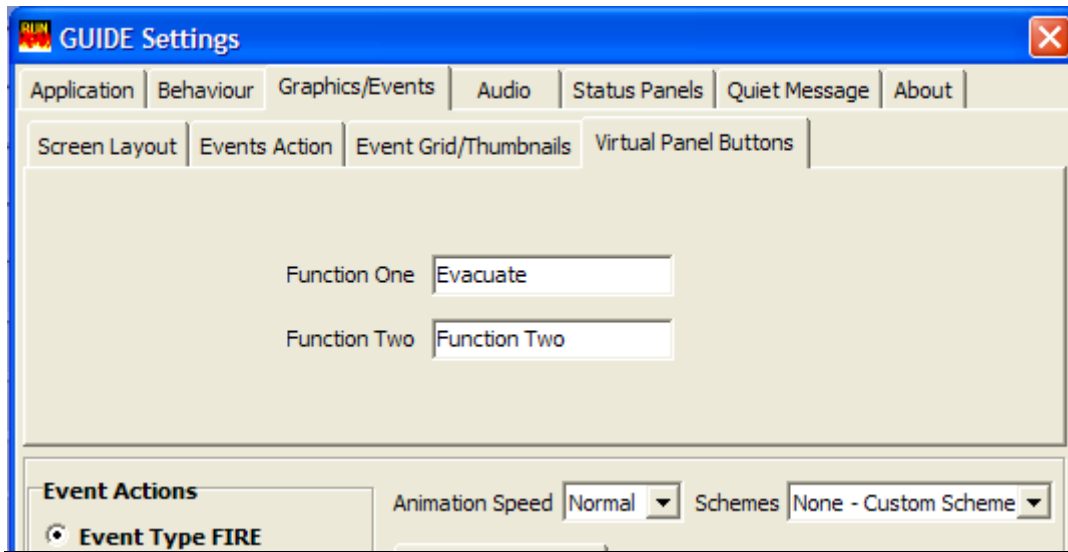 RUN
GUIDE Settings
Application Behaviour Graphics/Events Audio Status Panels Quiet Message About
Screen Layout Events Action Event Grid/Thumbnails Virtual Panel Buttons
Function One Evacuate
Function Two Function Two
Event Actions
Animation Speed Normal Schemes None - Custom Scheme
Event Type FIRE